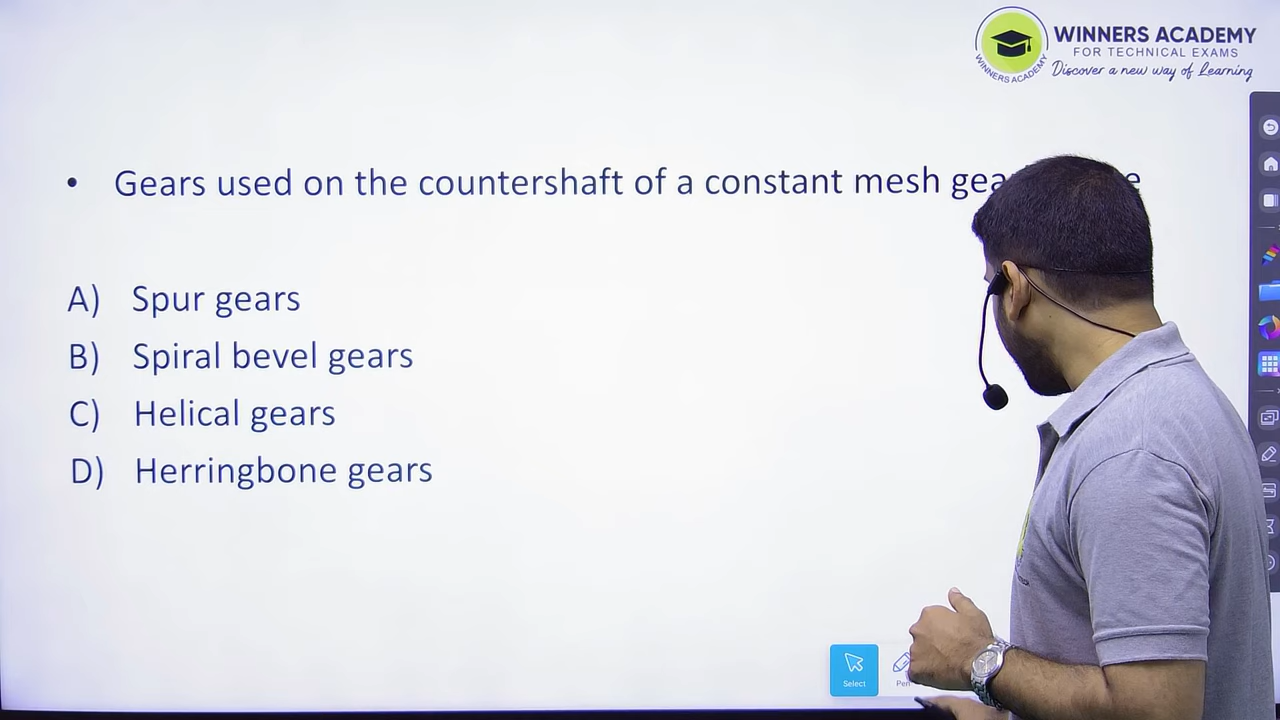 WINNERS ACADEMY
FOR TECHNICAL EXAMS
Discover a new way of Learning
WINNERS ACADEMY
• Gears used on the countershaft of a constant mesh
A) Spur gears
B) Spiral bevel gears
C) Helical gears
D) Herringbone gears
Select
Pen